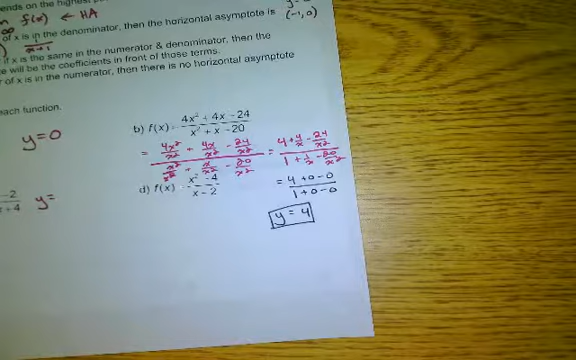 ends on the highest p
f(x) ← HA
of x is in the denominator, then the horizontal asymptote is
(-1,0)
x+1
if x is the same in the numerator & denominator, then the
e will be the coefficients in front of those terms.
of x is in the numerator, then there is no horizontal asymptote
each function.
y=0
b) f(x) = (4x² + 4x - 24)/(x² + x - 20)
= (4x²/x² + 4x/x² - 24/x²)/(x²/x² + x/x² - 20/x²) = (4 + 4/x - 24/x²)/(1 + 1/x - 20/x²)
= (4+0-0)/(1+0-0)
y=
d) f(x) = (x² - 4)/(x - 2)
y = 4